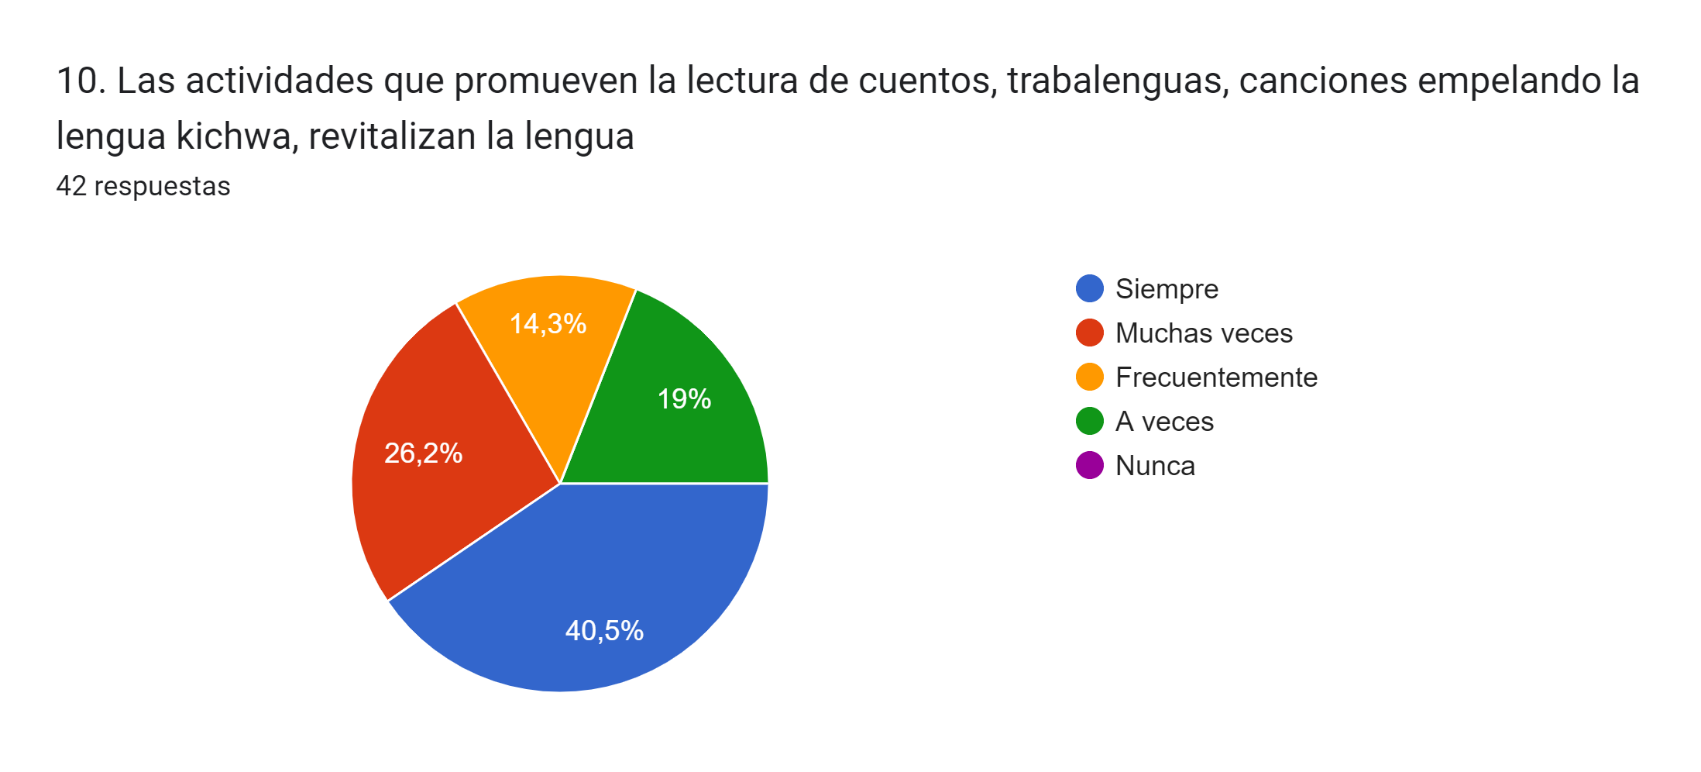 10. Las actividades que promueven la lectura de cuentos, trabalenguas, canciones empelando la
lengua kichwa, revitalizan la lengua
42 respuestas
14,3%
19%
26,2%
40,5%
Siempre
Muchas veces
Frecuentemente
A veces
Nunca